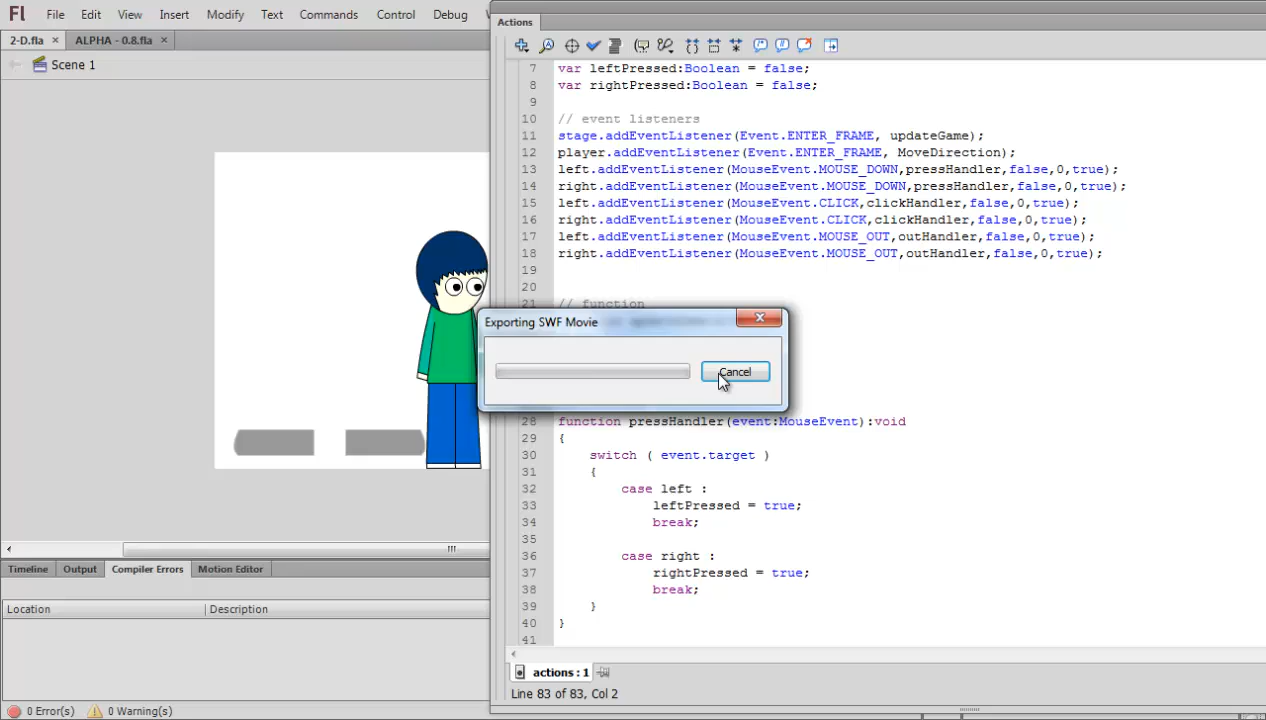 Fl File Edit View Insert Modify Text Commands Control Debug
2-D.fla × ALPHA - 0.8.fla ×
Scene 1
Actions
7 var leftPressed:Boolean = false;
8 var rightPressed:Boolean = false;
9
10 // event listeners
11 stage.addEventListener(Event.ENTER_FRAME, updateGame);
12 player.addEventListener(Event.ENTER_FRAME, MoveDirection);
13 left.addEventListener(MouseEvent.MOUSE_DOWN,pressHandler,false,0,true);
14 right.addEventListener(MouseEvent.MOUSE_DOWN,pressHandler,false,0,true);
15 left.addEventListener(MouseEvent.CLICK,clickHandler,false,0,true);
16 right.addEventListener(MouseEvent.CLICK,clickHandler,false,0,true);
17 left.addEventListener(MouseEvent.MOUSE_OUT,outHandler,false,0,true);
18 right.addEventListener(MouseEvent.MOUSE_OUT,outHandler,false,0,true);
19
20
21 // function
Exporting SWF Movie
Cancel
28 function pressHandler(event:MouseEvent):void
29 {
30 switch ( event.target )
31 {
32 case left :
33 leftPressed = true;
34 break;
35
36 case right :
37 rightPressed = true;
38 break;
39 }
40 }
41
actions : 1
Line 83 of 83, Col 2
Timeline Output Compiler Errors Motion Editor
Location Description
0 Error(s) 0 Warning(s)